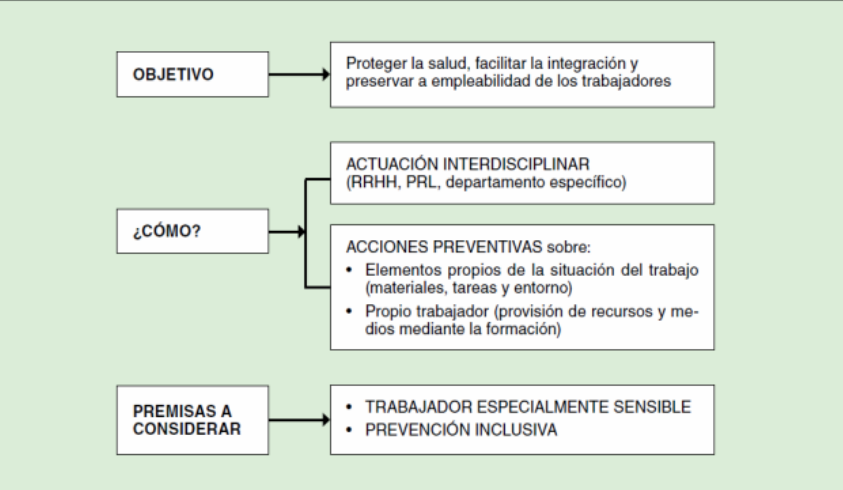 OBJETIVO
Proteger la salud, facilitar la integración y
preservar a empleabilidad de los trabajadores
¿CÓMO?
ACTUACIÓN INTERDISCIPLINAR
(RRHH, PRL, departamento específico)
ACCIONES PREVENTIVAS sobre:
• Elementos propios de la situación del trabajo
(materiales, tareas y entorno)
• Propio trabajador (provisión de recursos y me-
dios mediante la formación)
PREMISAS A
CONSIDERAR
• TRABAJADOR ESPECIALMENTE SENSIBLE
• PREVENCIÓN INCLUSIVA